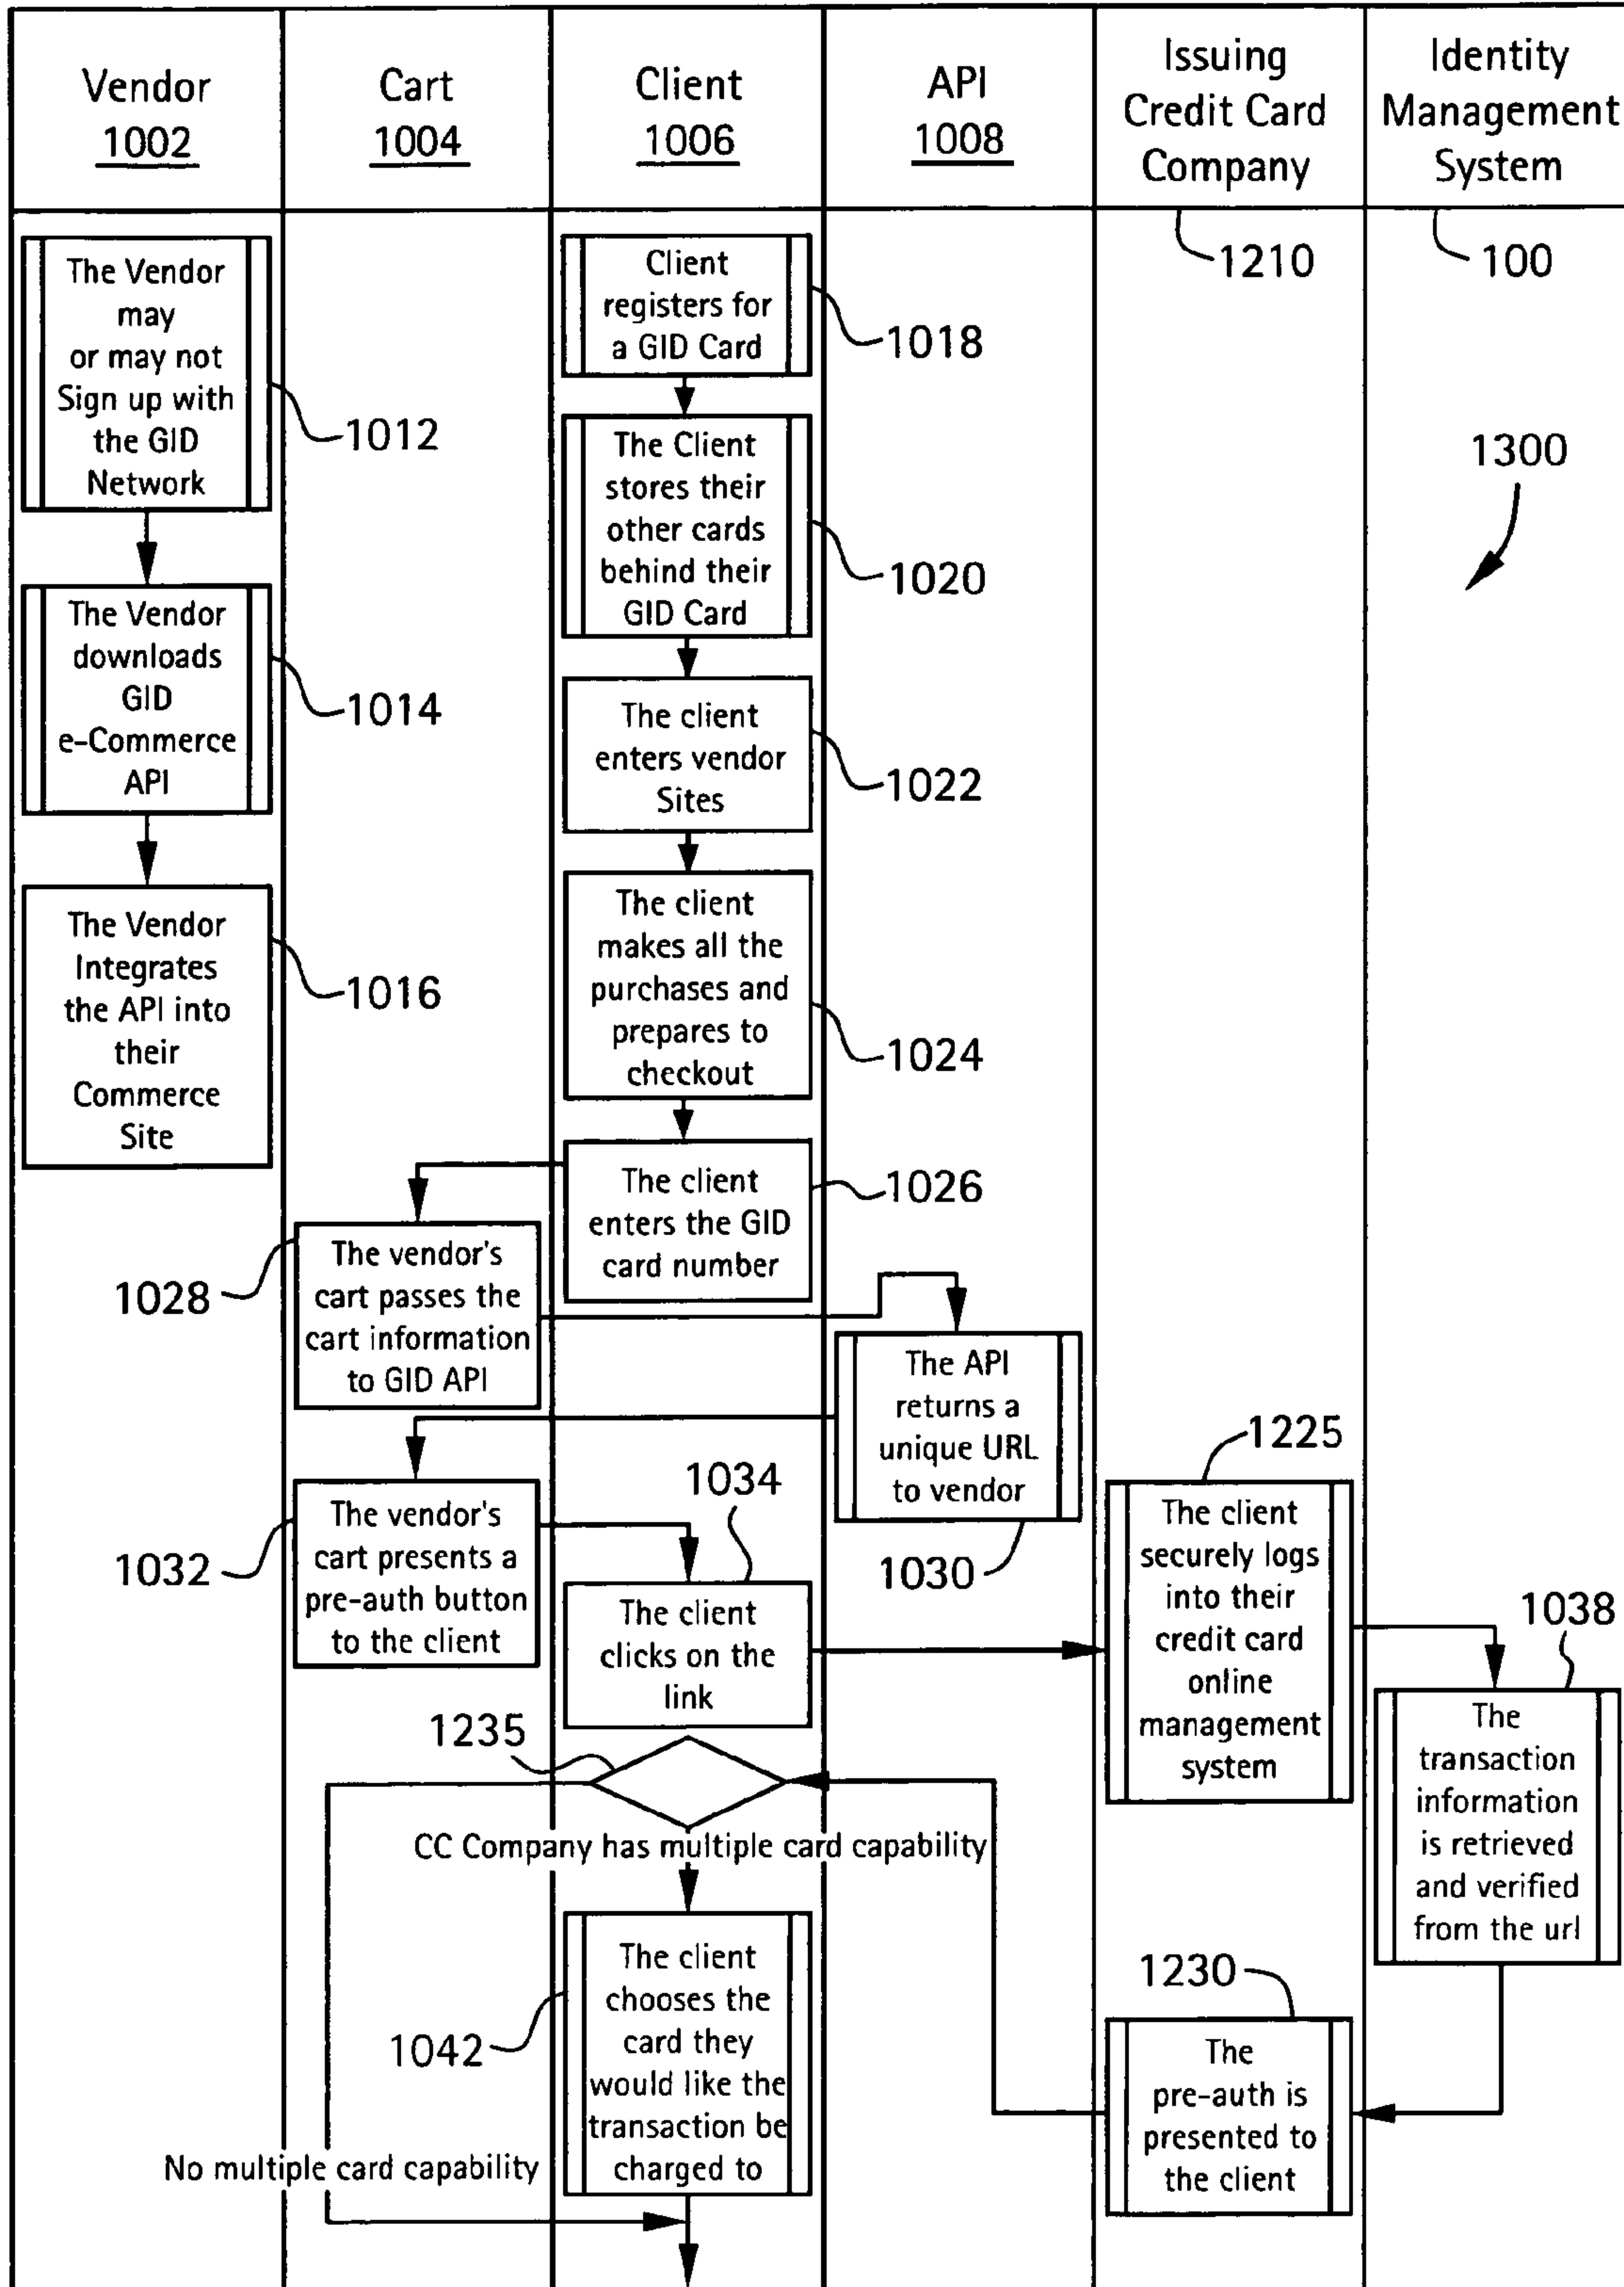 Vendor
1002
Cart
1004
Client
1006
API
1008
Issuing
Credit Card
Company
Identity
Management
System
1210
100
1300
The Vendor
may
or may not
Sign up with
the GID
Network
1012
The Vendor
downloads
GID
e-Commerce
API
1014
The Vendor
Integrates
the API into
their
Commerce
Site
1016
Client
registers for
a GID Card
1018
The Client
stores their
other cards
behind their
GID Card
1020
The client
enters vendor
Sites
1022
The client
makes all the
purchases and
prepares to
checkout
1024
The client
enters the GID
card number
1026
The vendor's
cart passes the
cart information
to GID API
1028
The API
returns a
unique URL
to vendor
1030
The vendor's
cart presents a
pre-auth button
to the client
1032
The client
clicks on the
link
1034
The client
securely logs
into their
credit card
online
management
system
1225
The
transaction
information
is retrieved
and verified
from the url
1038
The
pre-auth is
presented to
the client
1230
1235
CC Company has multiple card capability
The client
chooses the
card they
would like the
transaction be
charged to
1042
No multiple card capability